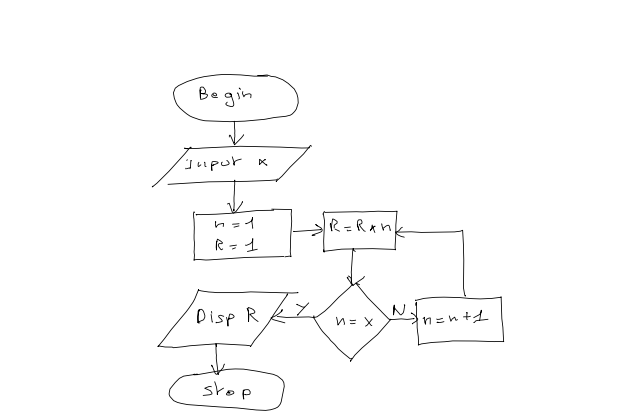 Begin
Input x
n=1
R=1
R=R*n
n=x
N
n=n+1
Y
Disp R
Stop